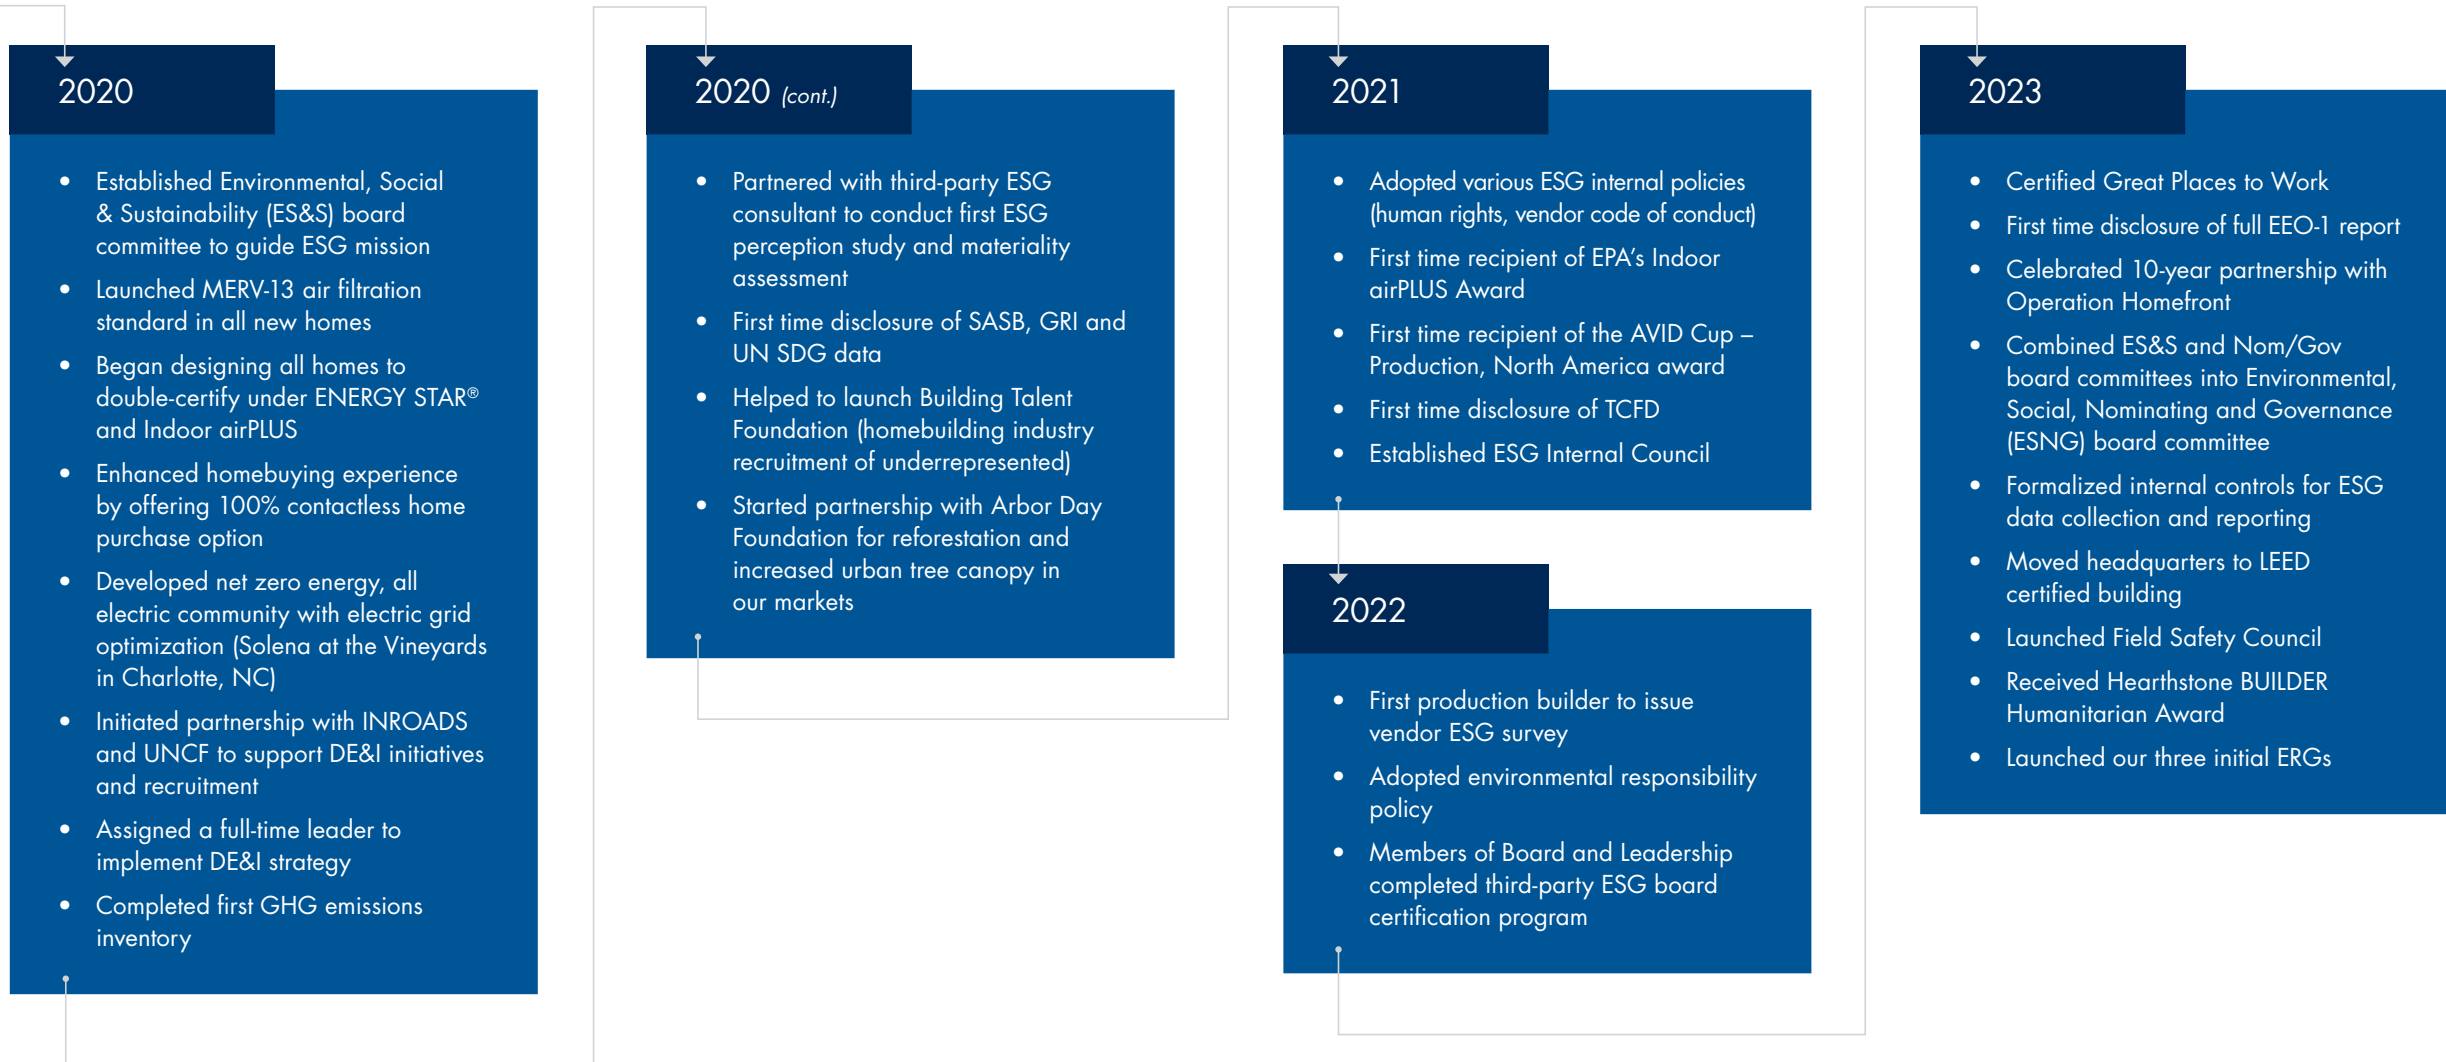 2020
• Established Environmental, Social
& Sustainability (ES&S) board
committee to guide ESG mission
• Launched MERV-13 air filtration
standard in all new homes
• Began designing all homes to
double-certify under ENERGY STAR®
and Indoor airPLUS
• Enhanced homebuying experience
by offering 100% contactless home
purchase option
• Developed net zero energy, all
electric community with electric grid
optimization (Solena at the Vineyards
in Charlotte, NC)
• Initiated partnership with INROADS
and UNCF to support DE&I initiatives
and recruitment
• Assigned a full-time leader to
implement DE&I strategy
• Completed first GHG emissions
inventory
2020 (cont.)
• Partnered with third-party ESG
consultant to conduct first ESG
perception study and materiality
assessment
• First time disclosure of SASB, GRI and
UN SDG data
• Helped to launch Building Talent
Foundation (homebuilding industry
recruitment of underrepresented)
• Started partnership with Arbor Day
Foundation for reforestation and
increased urban tree canopy in
our markets
2021
• Adopted various ESG internal policies
(human rights, vendor code of conduct)
• First time recipient of EPA’s Indoor
airPLUS Award
• First time recipient of the AVID Cup –
Production, North America award
• First time disclosure of TCFD
• Established ESG Internal Council
2022
• First production builder to issue
vendor ESG survey
• Adopted environmental responsibility
policy
• Members of Board and Leadership
completed third-party ESG board
certification program
2023
• Certified Great Places to Work
• First time disclosure of full EEO-1 report
• Celebrated 10-year partnership with
Operation Homefront
• Combined ES&S and Nom/Gov
board committees into Environmental,
Social, Nominating and Governance
(ESNG) board committee
• Formalized internal controls for ESG
data collection and reporting
• Moved headquarters to LEED
certified building
• Launched Field Safety Council
• Received Hearthstone BUILDER
Humanitarian Award
• Launched our three initial ERGs